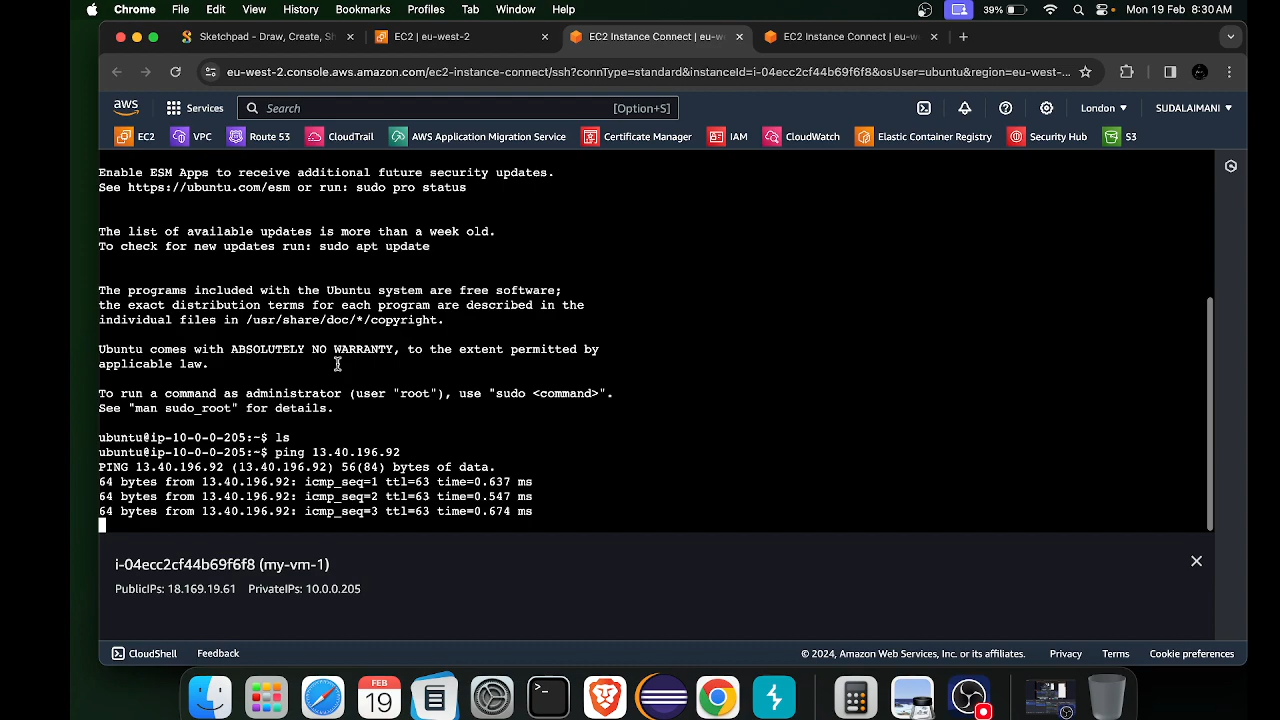 Chrome File Edit View History Bookmarks Profiles Tab Window Help 39% Mon 19 Feb 8:30 AM
Sketchpad - Draw, Create, Sh EC2 | eu-west-2 EC2 Instance Connect | eu-w EC2 Instance Connect | eu-w
eu-west-2.console.aws.amazon.com/ec2-instance-connect/ssh?connType=standard&instanceId=i-04ecc2cf44b69f6f8&osUser=ubuntu&region=eu-west-...
aws Services Search [Option+S] London SUDALAIMANI
EC2 VPC Route 53 CloudTrail AWS Application Migration Service Certificate Manager IAM CloudWatch Elastic Container Registry Security Hub S3
Enable ESM Apps to receive additional future security updates.
See https://ubuntu.com/esm or run: sudo pro status
The list of available updates is more than a week old.
To check for new updates run: sudo apt update
The programs included with the Ubuntu system are free software;
the exact distribution terms for each program are described in the
individual files in /usr/share/doc/*/copyright.
Ubuntu comes with ABSOLUTELY NO WARRANTY, to the extent permitted by
applicable law.
To run a command as administrator (user "root"), use "sudo <command>".
See "man sudo_root" for details.
ubuntu@ip-10-0-0-205:~$ ls
ubuntu@ip-10-0-0-205:~$ ping 13.40.196.92
PING 13.40.196.92 (13.40.196.92) 56(84) bytes of data.
64 bytes from 13.40.196.92: icmp_seq=1 ttl=63 time=0.637 ms
64 bytes from 13.40.196.92: icmp_seq=2 ttl=63 time=0.547 ms
64 bytes from 13.40.196.92: icmp_seq=3 ttl=63 time=0.674 ms
i-04ecc2cf44b69f6f8 (my-vm-1)
PublicIPs: 18.169.19.61 PrivateIPs: 10.0.0.205
CloudShell Feedback © 2024, Amazon Web Services, Inc. or its affiliates. Privacy Terms Cookie preferences
FEB
19